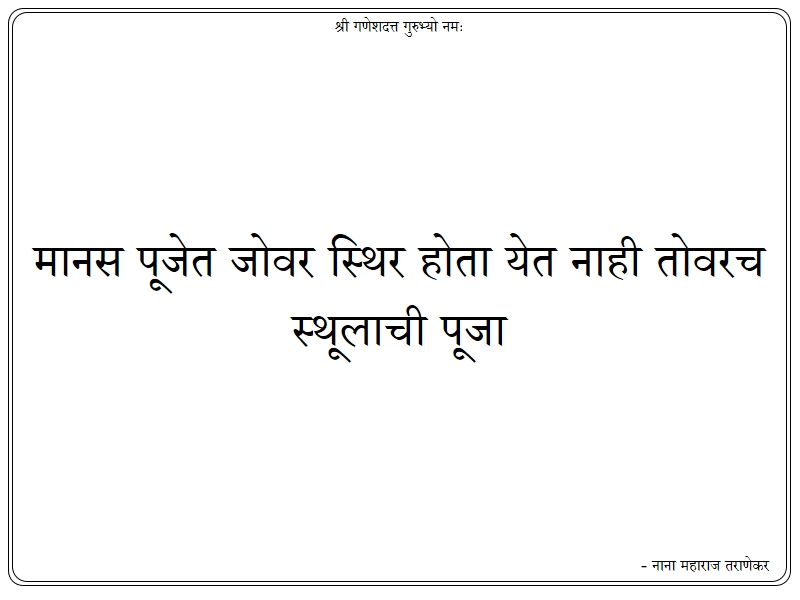 श्री गणेशदत्त गुरुभ्यो नमः
मानस पूजेत जोवर स्थिर होता येत नाही तोवरच
स्थूलाची पूजा
- नाना महाराज तराणेकर